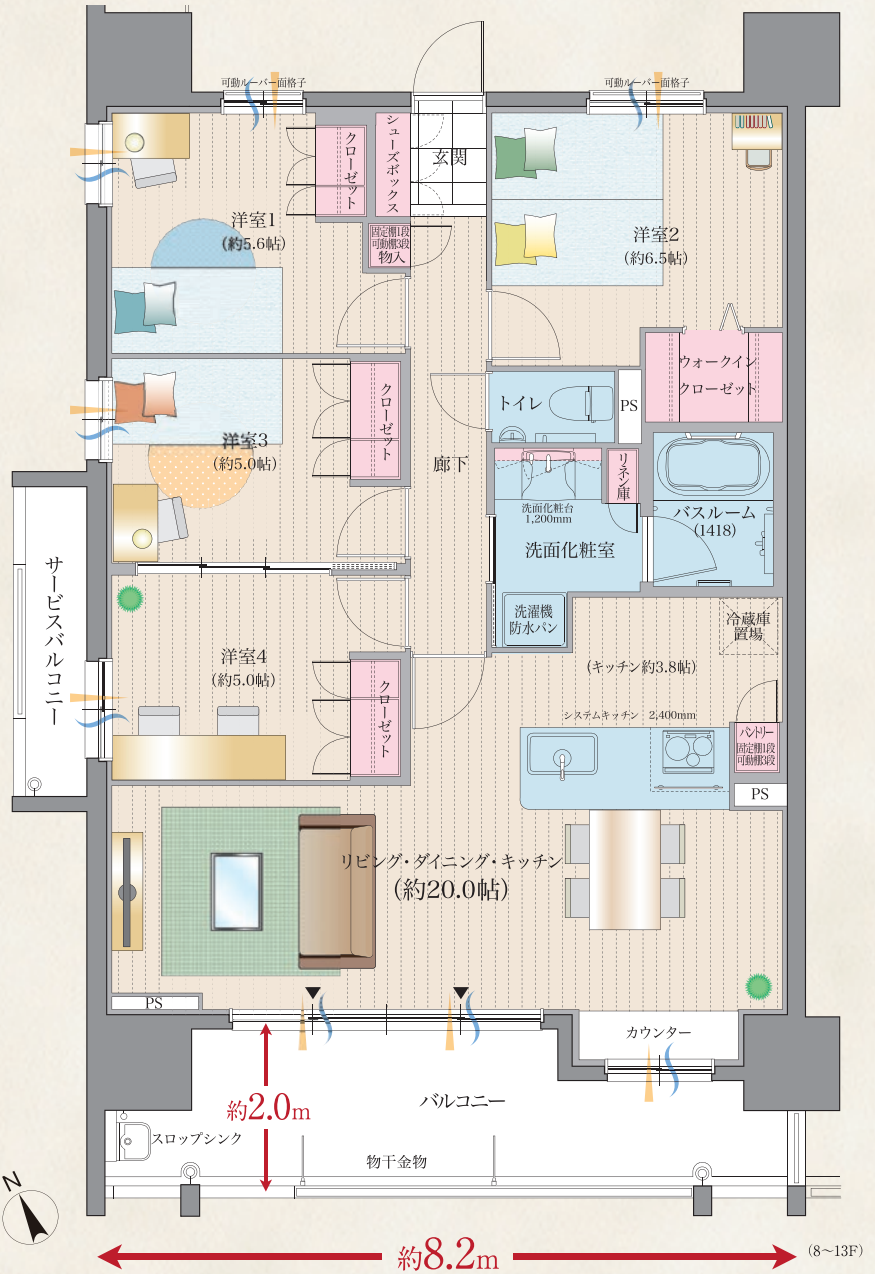 可動ルーバー面格子
可動ルーバー面格子
シューズボックス
玄関
クローゼット
洋室1
(約5.6帖)
洋室2
(約6.5帖)
固定棚1段
可動棚3段
物入
ウォークイン
クローゼット
トイレ
PS
クローゼット
洋室3
(約5.0帖)
廊下
リネン庫
洗面化粧台
1,200mm
バスルーム
(1418)
洗面化粧室
サービスバルコニー
洗濯機
防水パン
冷蔵庫
置場
洋室4
(約5.0帖)
(キッチン約3.8帖)
クローゼット
システムキッチン 2,400mm
パントリー
固定棚1段
可動棚3段
PS
リビング・ダイニング・キッチン
(約20.0帖)
PS
カウンター
バルコニー
約2.0m
スロップシンク
物干金物
N
約8.2m
(8～13F)